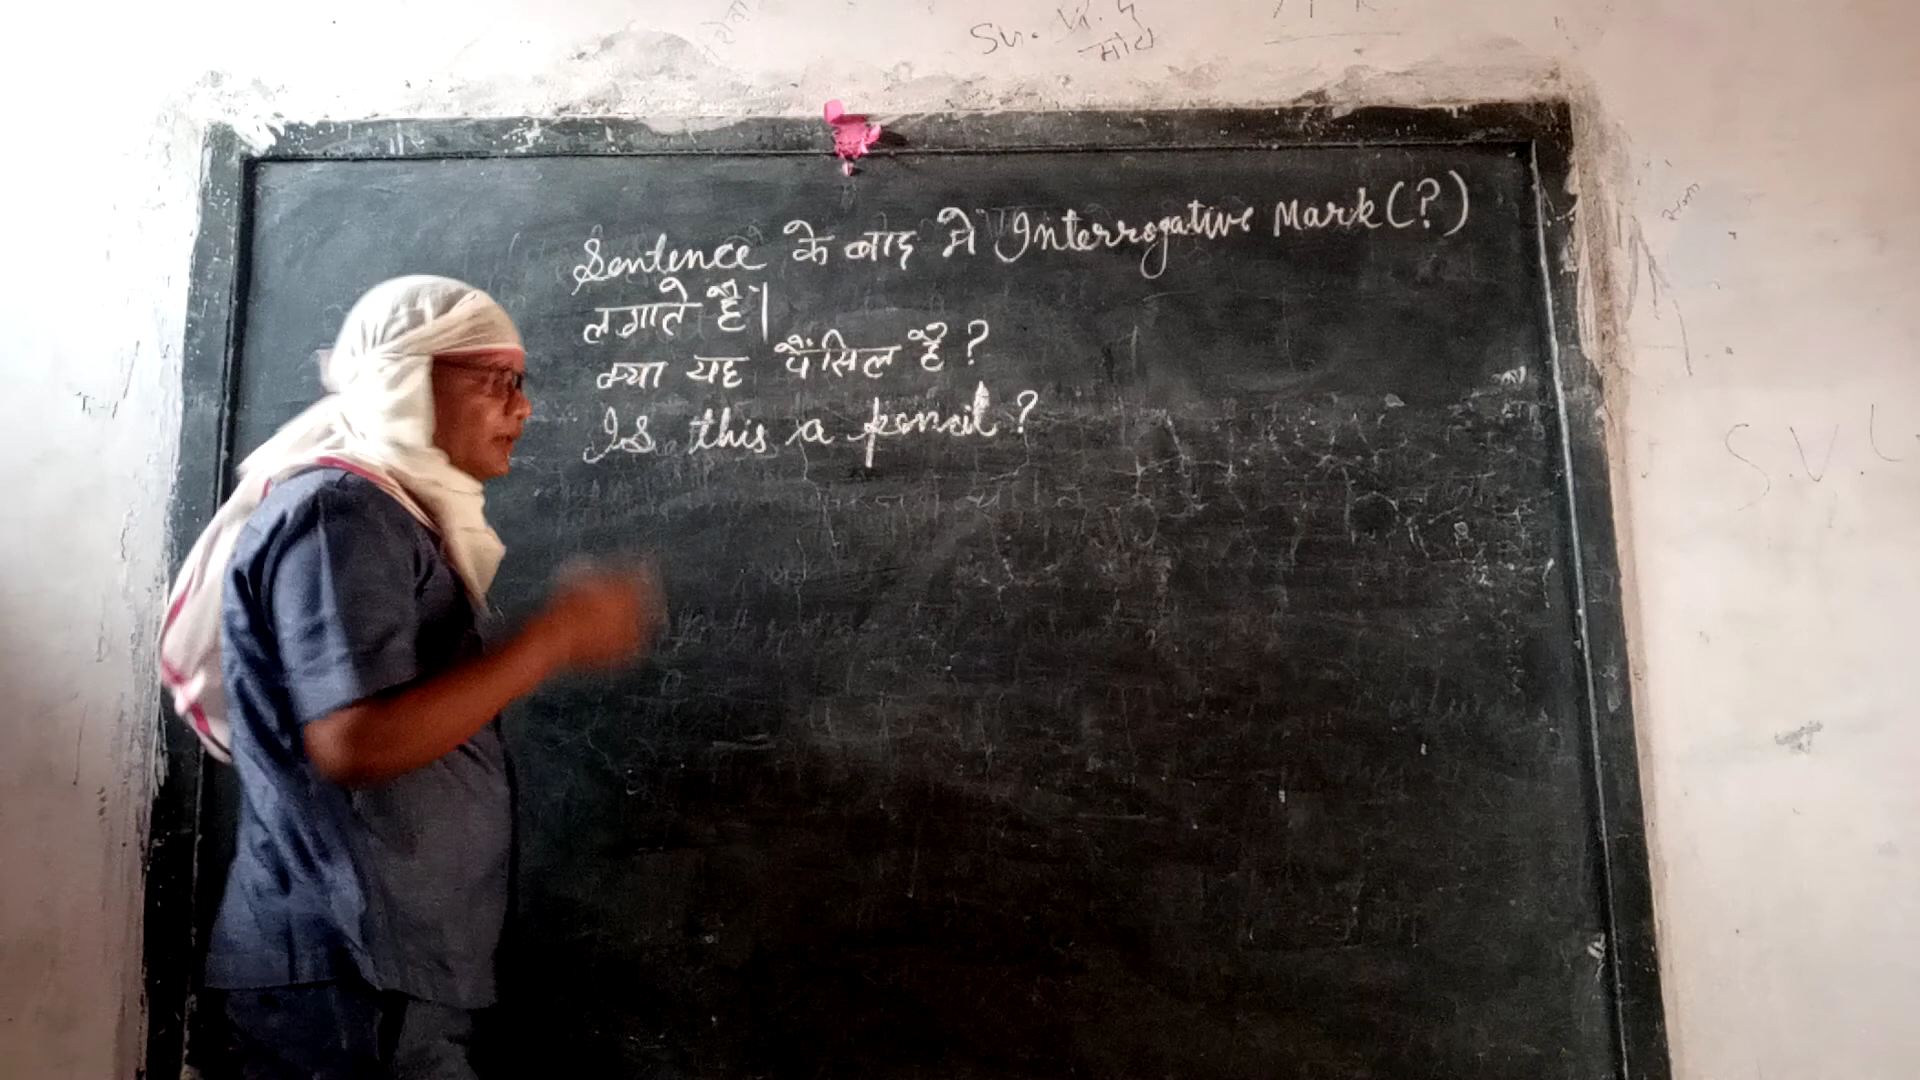 Sentence के बाद मे Interrogative Mark (?)
लगाते हैं।
क्या यह पैंसिल है ?
Is this a pencil ?
S.V.